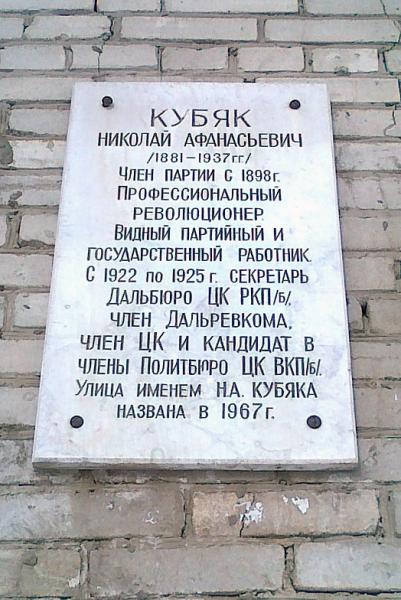 КУБЯК
НИКОЛАЙ АФАНАСЬЕВИЧ
/1881-1937гг/
Член партии с 1898г.
Профессиональный
революционер.
Видный партийный и
государственный работник.
С 1922 по 1925г. секретарь
Дальбюро ЦК РКП/б/.
член Дальревкома,
член ЦК и кандидат в
члены Политбюро ЦК ВКП/б/.
Улица именем Н.А. Кубяка
названа в 1967г.